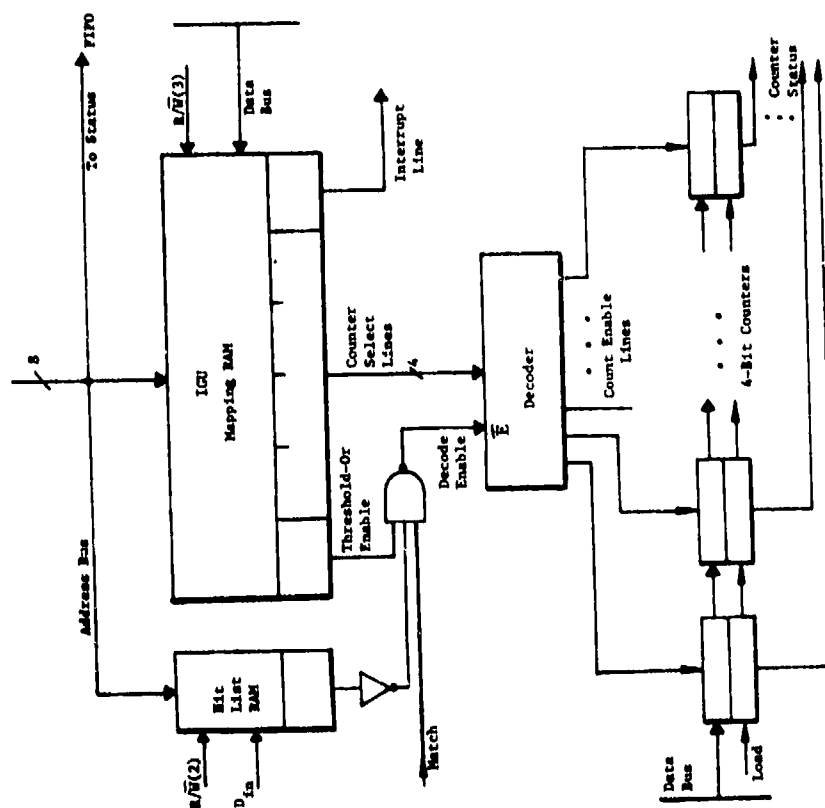 8
Address Bus
To Status
FIFO
R/W̅(3)
Data
Bus
IGU
Mapping RAM
Interrupt
Line
Counter
Select
Lines
4
Threshold-Or
Enable
Hit
List
RAM
R/W̅(2)
D_in
Match
Decode
Enable
E̅
Decoder
Count Enable
Lines
4-Bit Counters
Counter
Status
Data
Bus
Load